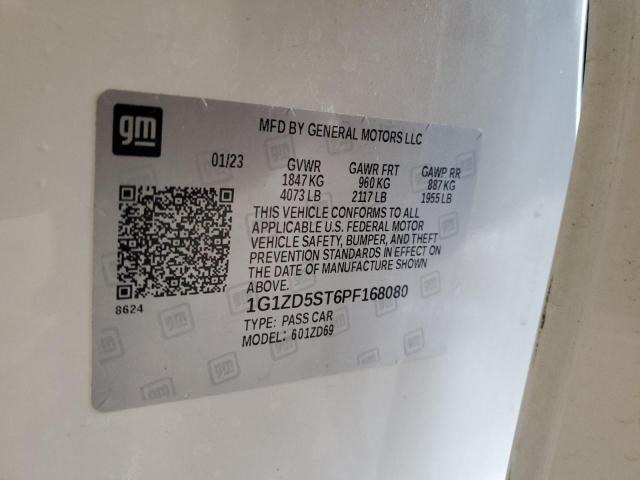 gm
MFD BY GENERAL MOTORS LLC
01/23 GVWR GAWR FRT GAWR RR
1847 KG 960 KG 887 KG
4073 LB 2117 LB 1955 LB
THIS VEHICLE CONFORMS TO ALL
APPLICABLE U.S. FEDERAL MOTOR
VEHICLE SAFETY, BUMPER, AND THEFT
PREVENTION STANDARDS IN EFFECT ON
THE DATE OF MANUFACTURE SHOWN
ABOVE.
8624
1G1ZD5ST6PF168080
TYPE: PASS CAR
MODEL: 601ZD69